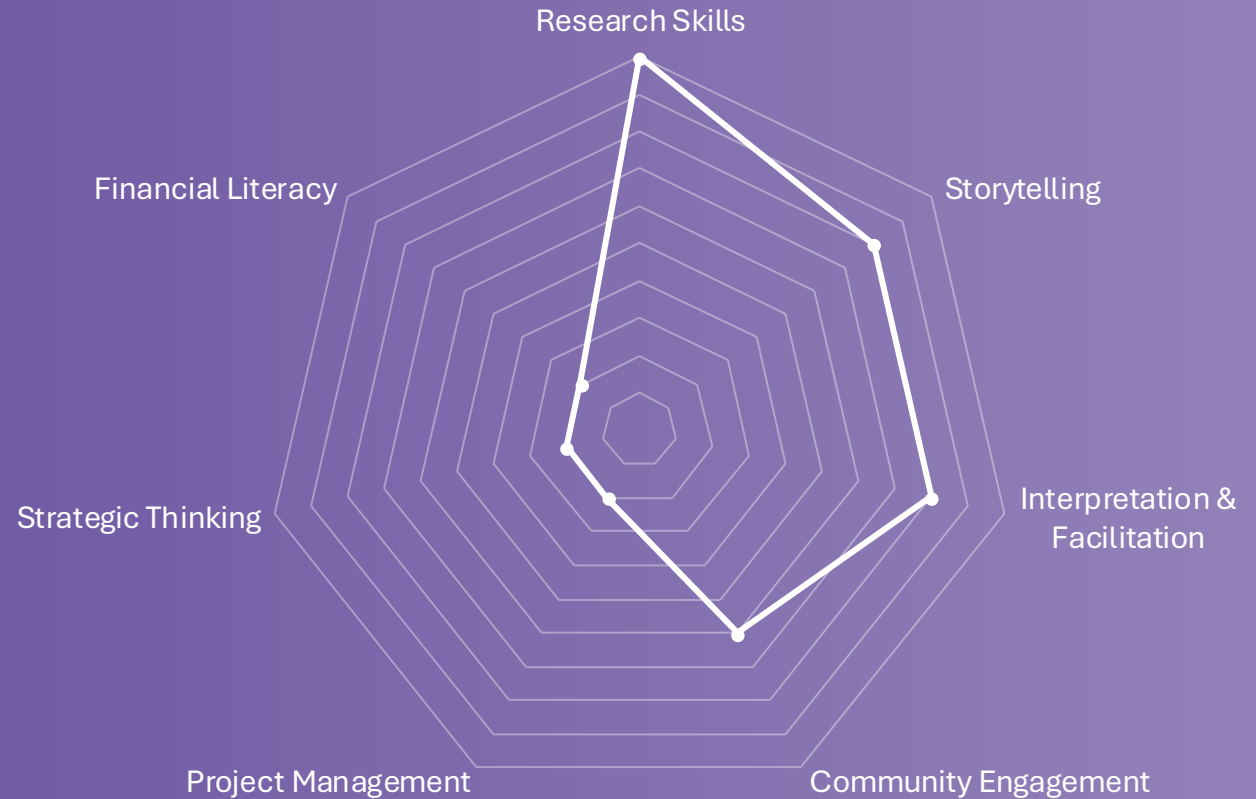 Research Skills
Financial Literacy
Storytelling
Interpretation &
Facilitation
Strategic Thinking
Project Management
Community Engagement